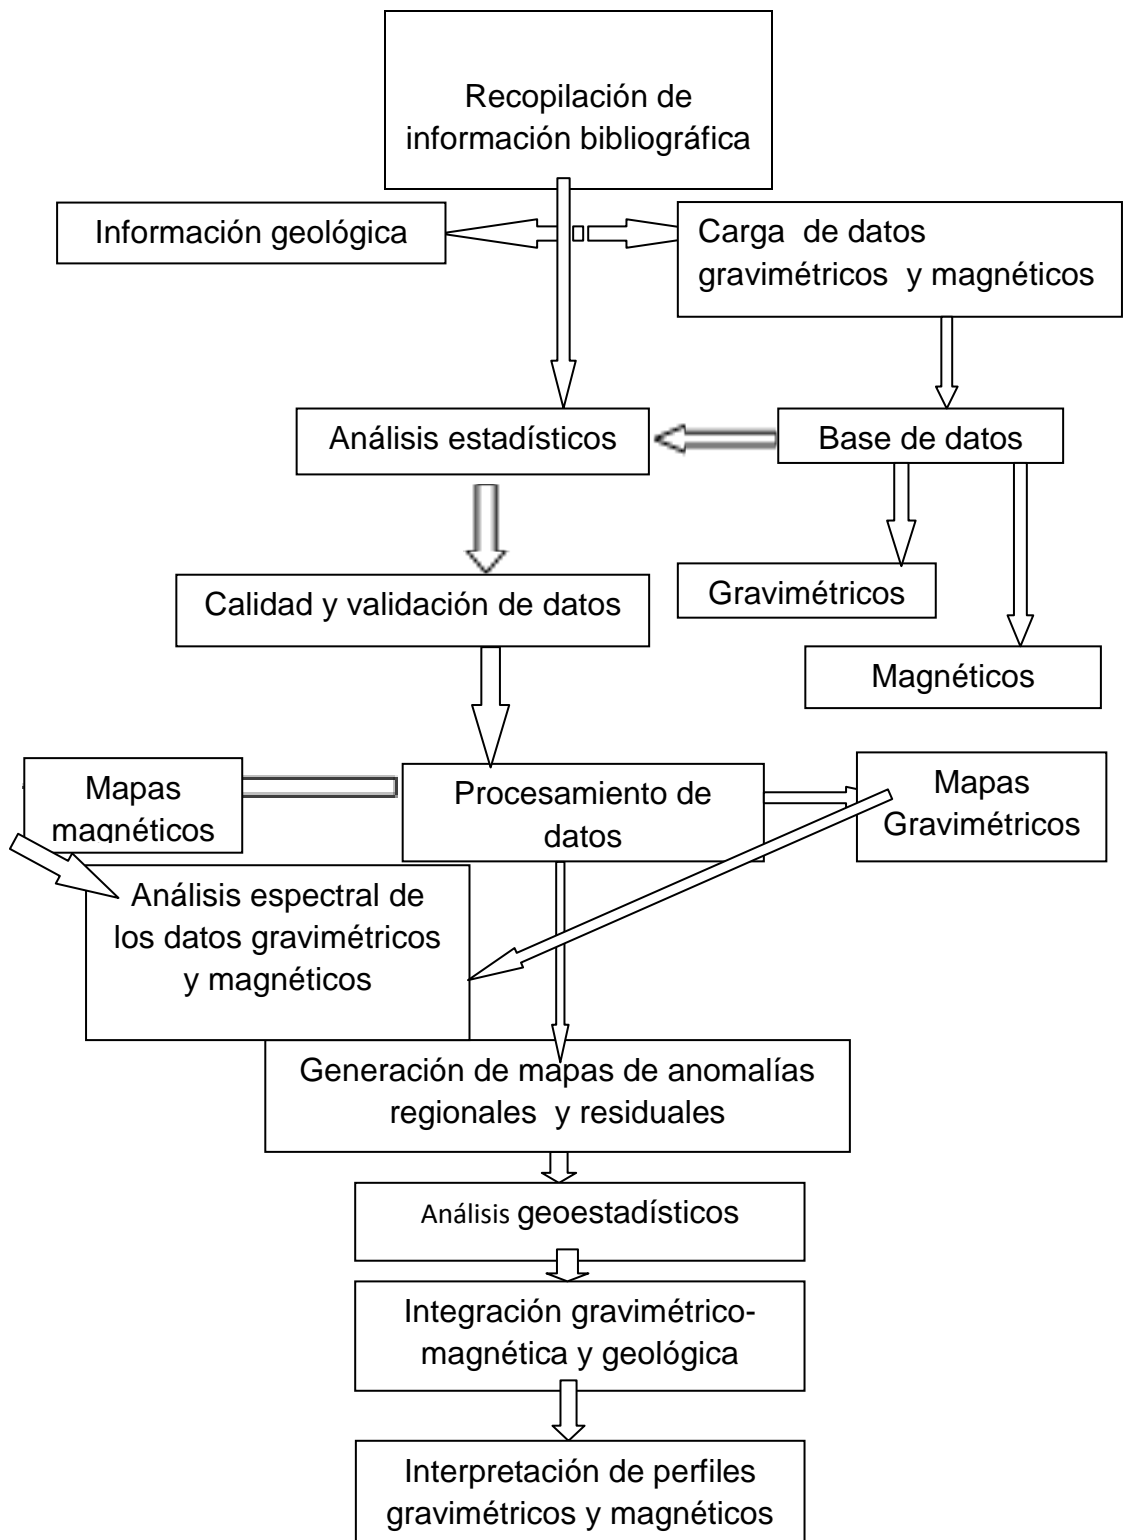 Recopilación de
información bibliográfica
Información geológica
Carga de datos
gravimétricos y magnéticos
Análisis estadísticos
Base de datos
Calidad y validación de datos
Gravimétricos
Magnéticos
Mapas
magnéticos
Procesamiento de
datos
Mapas
Gravimétricos
Análisis espectral de
los datos gravimétricos
y magnéticos
Generación de mapas de anomalías
regionales y residuales
Análisis geoestadísticos
Integración gravimétrico-
magnética y geológica
Interpretación de perfiles
gravimétricos y magnéticos